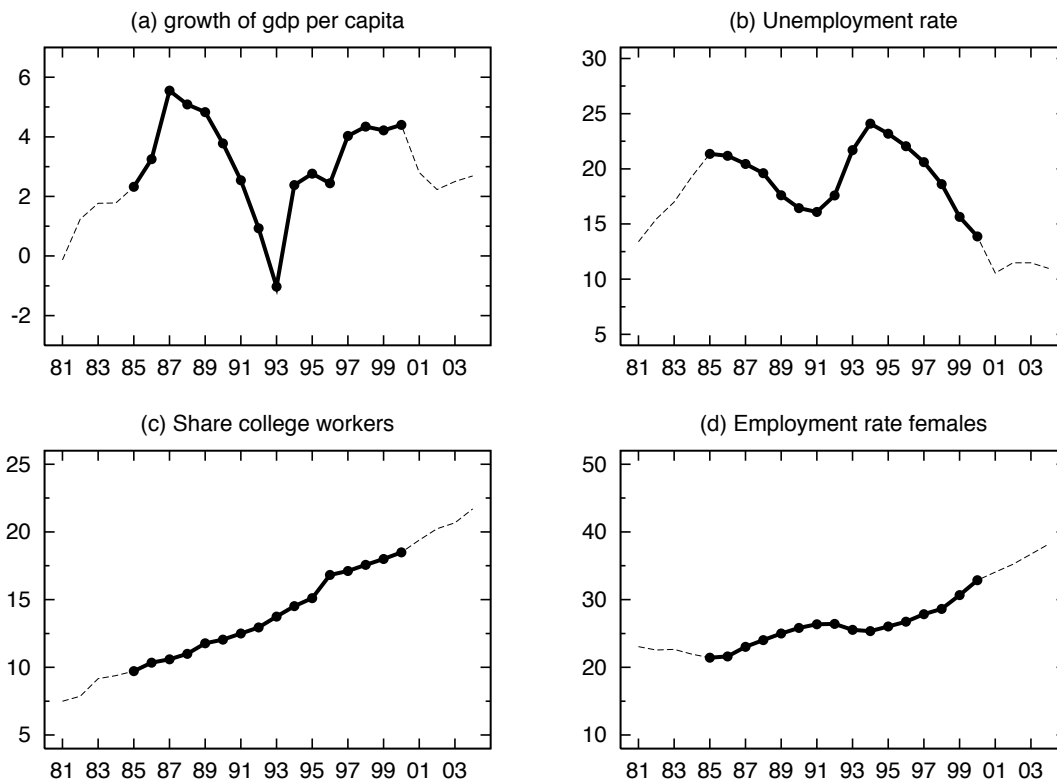 (a) growth of gdp per capita
6
4
2
0
-2
81 83 85 87 89 91 93 95 97 99 01 03
(b) Unemployment rate
30
25
20
15
10
5
81 83 85 87 89 91 93 95 97 99 01 03
(c) Share college workers
25
20
15
10
5
81 83 85 87 89 91 93 95 97 99 01 03
(d) Employment rate females
50
40
30
20
10
81 83 85 87 89 91 93 95 97 99 01 03